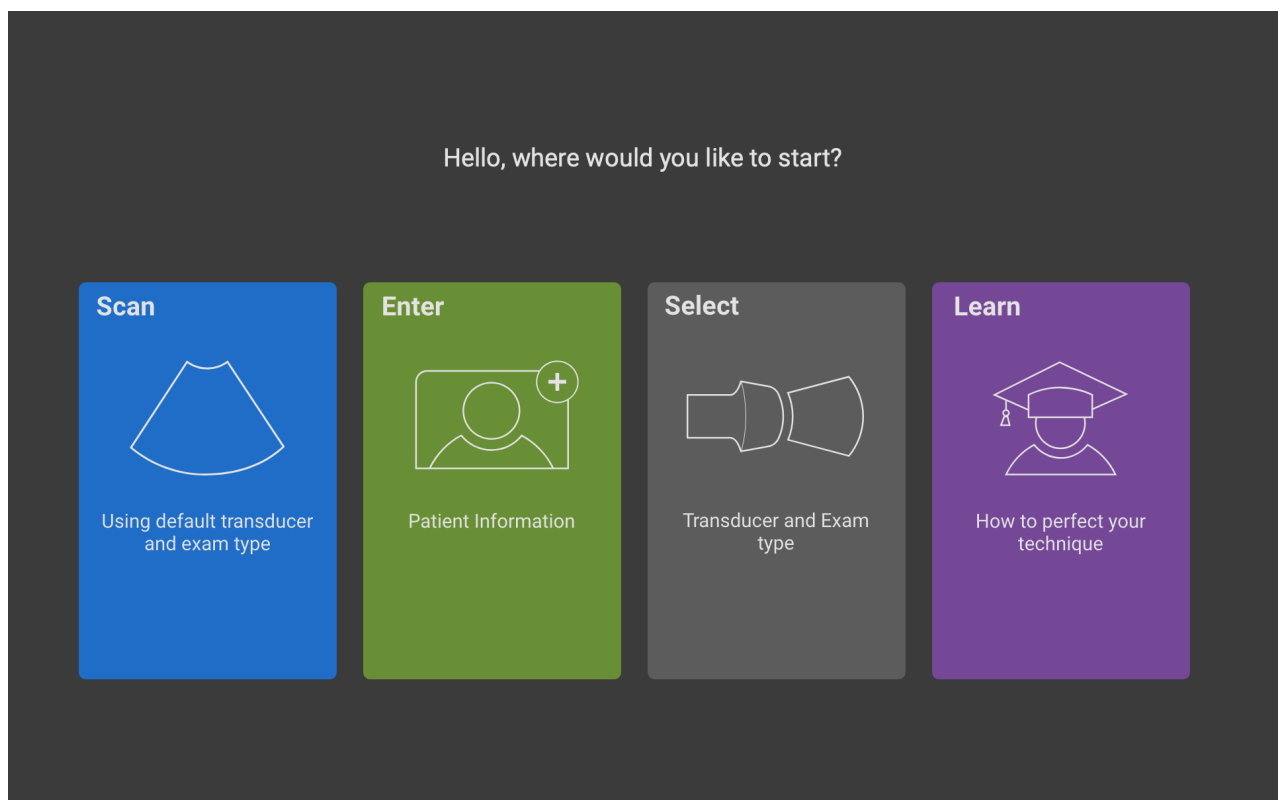 Hello, where would you like to start?
Scan
Using default transducer
and exam type
Enter
Patient Information
Select
Transducer and Exam
type
Learn
How to perfect your
technique